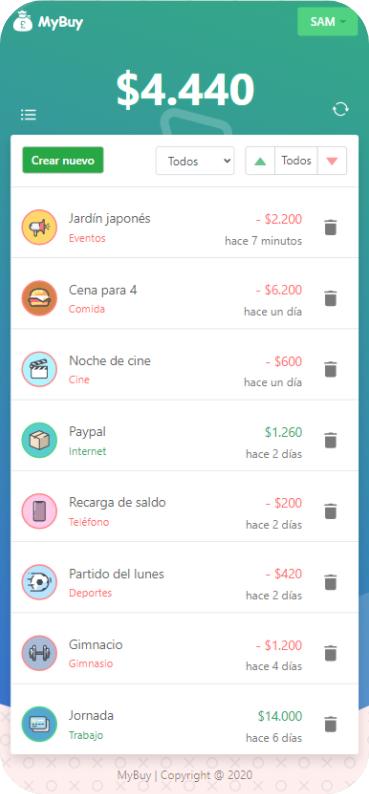 MyBuy
SAM
$4.440
Crear nuevo
Todos
Todos
Jardín japonés
- $2.200
Eventos
hace 7 minutos
Cena para 4
- $6.200
Comida
hace un día
Noche de cine
- $600
Cine
hace un día
Paypal
$1.260
Internet
hace 2 días
Recarga de saldo
- $200
Teléfono
hace 2 días
Partido del lunes
- $420
Deportes
hace 2 días
Gimnacio
- $1.200
Gimnasio
hace 4 días
Jornada
$14.000
Trabajo
hace 6 días
MyBuy | Copyright @ 2020